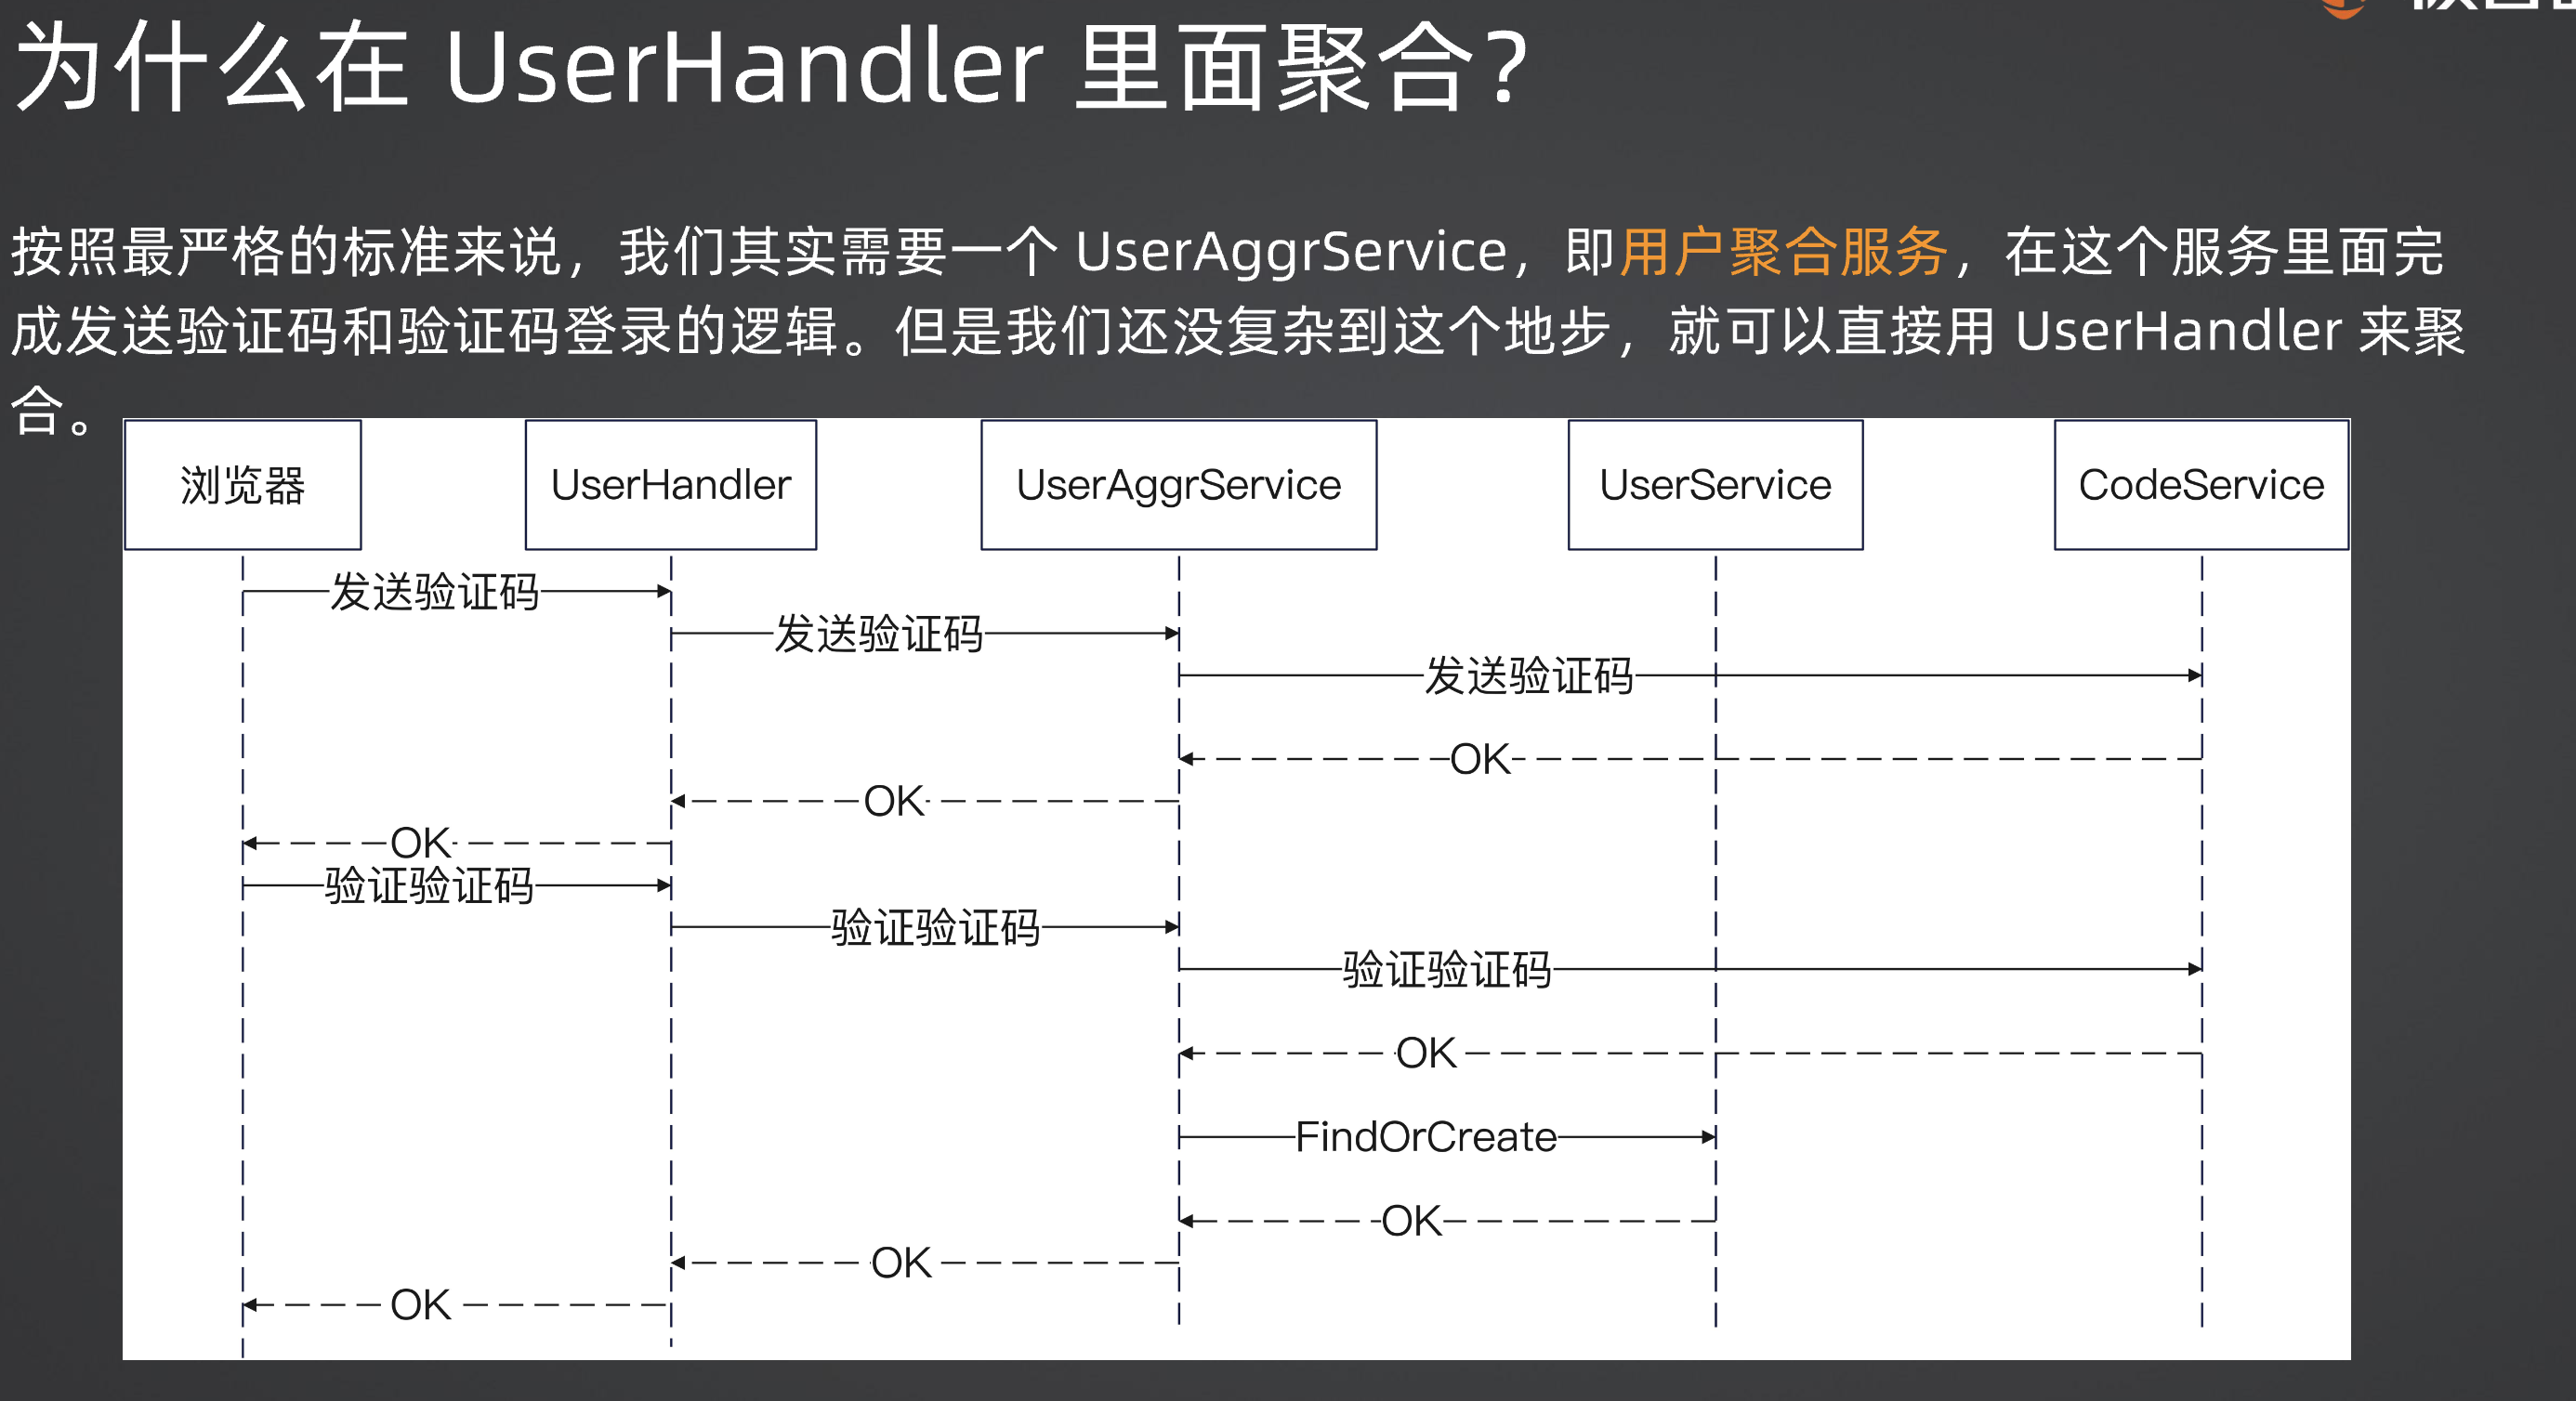 为什么在 UserHandler 里面聚合？
按照最严格的标准来说，我们其实需要一个 UserAggrService，即用户聚合服务，在这个服务里面完
成发送验证码和验证码登录的逻辑。但是我们还没复杂到这个地步，就可以直接用 UserHandler 来聚
合。
浏览器
UserHandler
UserAggrService
UserService
CodeService
发送验证码
发送验证码
发送验证码
OK
OK
OK
验证验证码
验证验证码
验证验证码
OK
FindOrCreate
OK
OK
OK